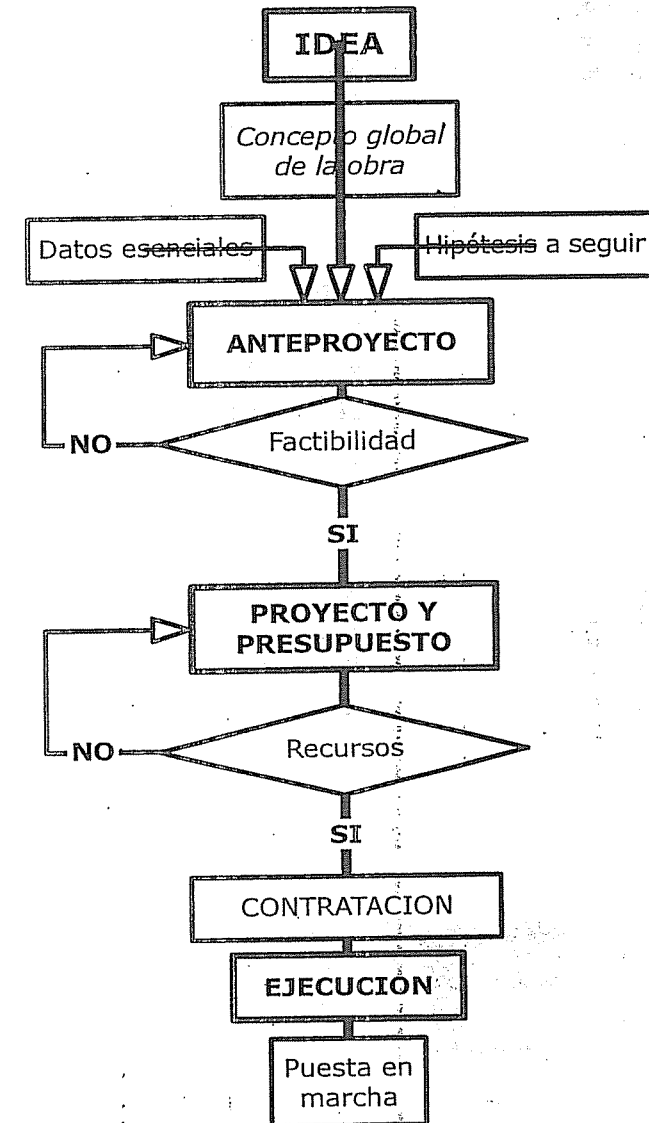 IDEA
Concepto global
de la obra
Datos esenciales
Hipótesis a seguir
ANTEPROYECTO
Factibilidad
NO
SI
PROYECTO Y
PRESUPUESTO
Recursos
NO
SI
CONTRATACION
EJECUCIÓN
Puesta en
marcha